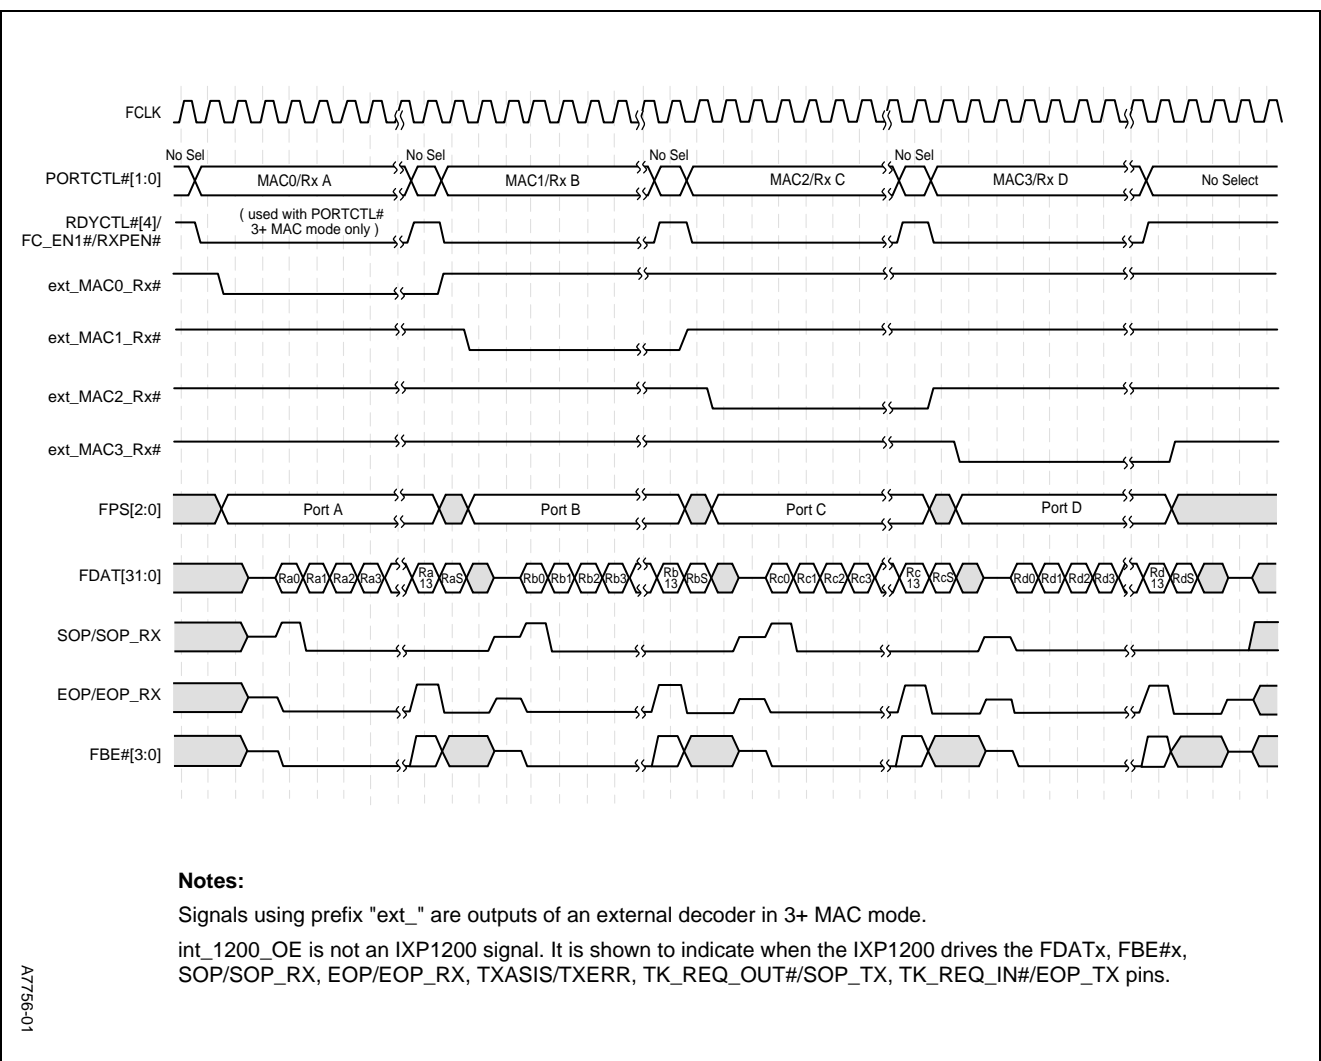 FCLK
No Sel No Sel No Sel No Sel
PORTCTL#[1:0] MAC0/Rx A MAC1/Rx B MAC2/Rx C MAC3/Rx D No Select
RDYCTL#[4]/
FC_EN1#/RXPEN#
( used with PORTCTL#
3+ MAC mode only )
ext_MAC0_Rx#
ext_MAC1_Rx#
ext_MAC2_Rx#
ext_MAC3_Rx#
FPS[2:0] Port A Port B Port C Port D
FDAT[31:0] Ra0 Ra1 Ra2 Ra3 Ra 13 RaS Rb0 Rb1 Rb2 Rb3 Rb 13 RbS Rc0 Rc1 Rc2 Rc3 Rc 13 RcS Rd0 Rd1 Rd2 Rd3 Rd 13 RdS
SOP/SOP_RX
EOP/EOP_RX
FBE#[3:0]
Notes:
Signals using prefix "ext_" are outputs of an external decoder in 3+ MAC mode.
int_1200_OE is not an IXP1200 signal. It is shown to indicate when the IXP1200 drives the FDATx, FBE#x,
SOP/SOP_RX, EOP/EOP_RX, TXASIS/TXERR, TK_REQ_OUT#/SOP_TX, TK_REQ_IN#/EOP_TX pins.
A7756-01